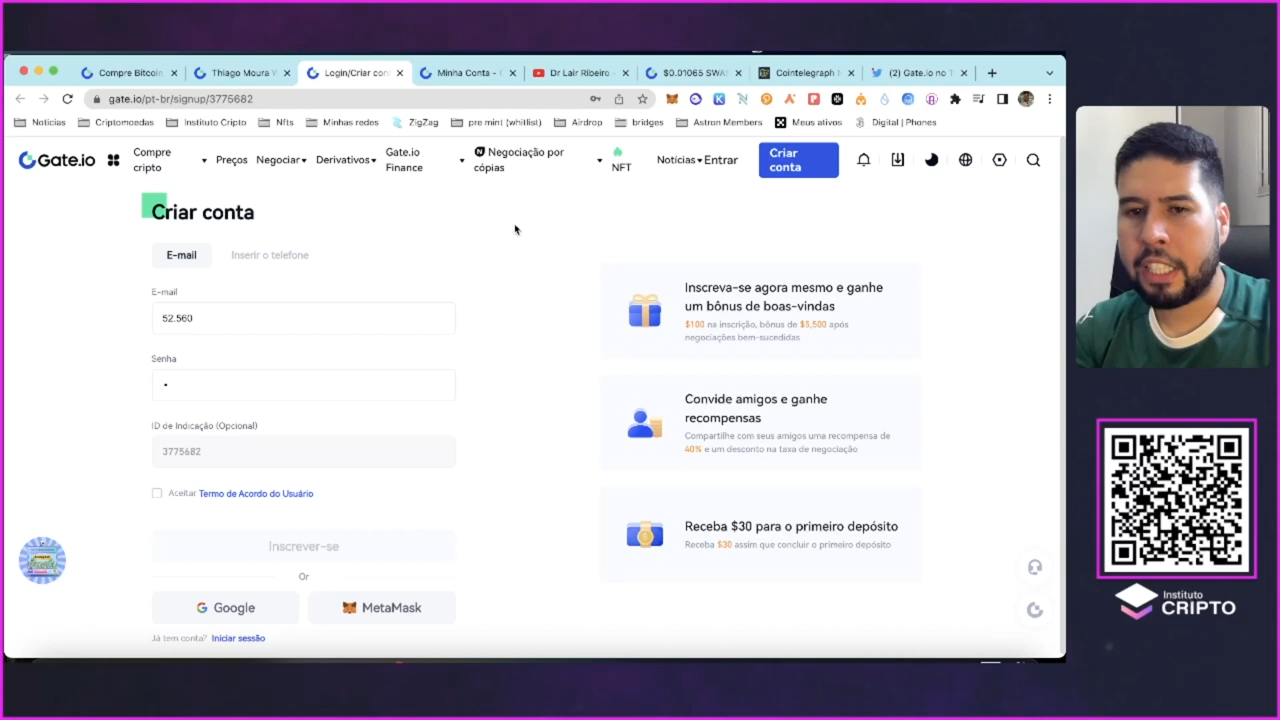 Compre Bitcoin,
Thiago Moura V
Login/Criar con
Minha Conta - 
Dr Lair Ribeiro -
$0.01065 SWA
Cointelegraph
(2) Gate.io no T
gate.io/pt-br/signup/3775682
Noticias
Criptomoedas
Instituto Cripto
Nfts
Minhas redes
ZigZag
pre mint (whitlist)
Airdrop
bridges
Astron Members
Meus ativos
Digital | Phones
Gate.io
Compre cripto
Preços
Negociar
Derivativos
Gate.io Finance
Negociação por cópias
NFT
Notícias
Entrar
Criar conta
Criar conta
E-mail
Inserir o telefone
E-mail
52.560
Senha
ID de Indicação (Opcional)
3775682
Aceitar Termo de Acordo do Usuário
Inscrever-se
Or
Google
MetaMask
Já tem conta? Iniciar sessão
Inscreva-se agora mesmo e ganhe
um bônus de boas-vindas
$100 na inscrição, bônus de $5,500 após
negociações bem-sucedidas
Convide amigos e ganhe
recompensas
Compartilhe com seus amigos uma recompensa de
40% e um desconto na taxa de negociação
Receba $30 para o primeiro depósito
Receba $30 assim que concluir o primeiro depósito
Instituto
CRIPTO